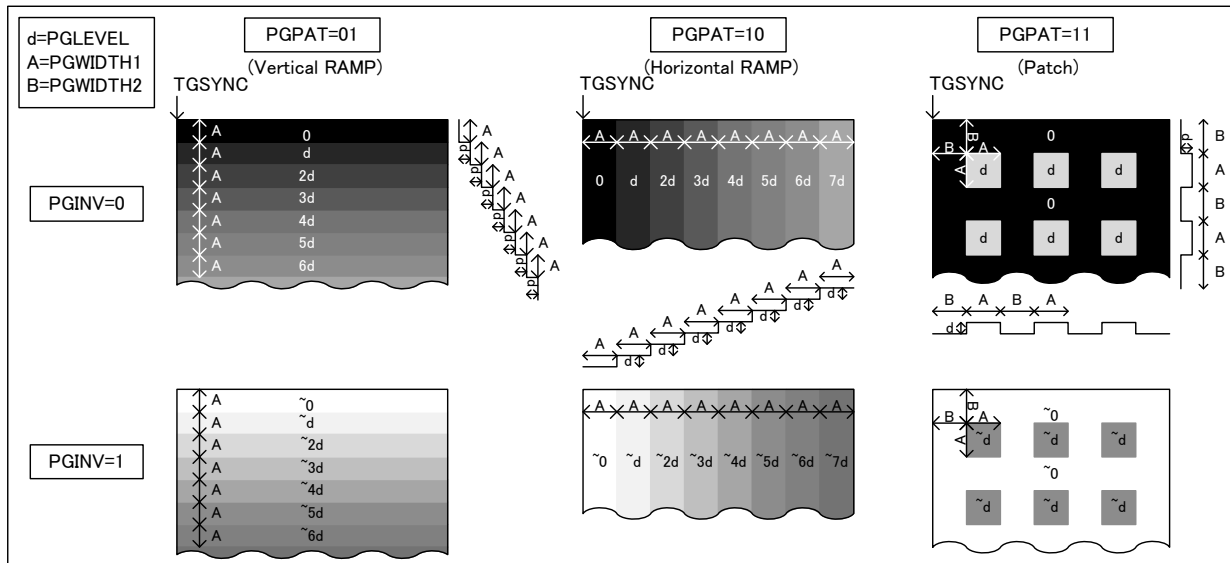 d=PGLEVEL
A=PGWIDTH1
B=PGWIDTH2
PGPAT=01
(Vertical RAMP)
PGPAT=10
(Horizontal RAMP)
PGPAT=11
(Patch)
PGINV=0
TGSYNC
A 0
A d
A 2d
A 3d
A 4d
A 5d
A 6d
A
A
A
A
A
A
A
d
d
d
d
d
d
d
TGSYNC
A A A A A A A A
0 d 2d 3d 4d 5d 6d 7d
A
A
A
A
A
A
A
A
d
d
d
d
d
d
d
TGSYNC
B
B A
A
0
d d d
0
d d d
d
B
A
B
A
B
B A B A
d
PGINV=1
A ~0
A ~d
A ~2d
A ~3d
A ~4d
A ~5d
A ~6d
A A A A A A A A
~0 ~d ~2d ~3d ~4d ~5d ~6d ~7d
B
B A
A
~0
~d ~d ~d
~0
~d ~d ~d